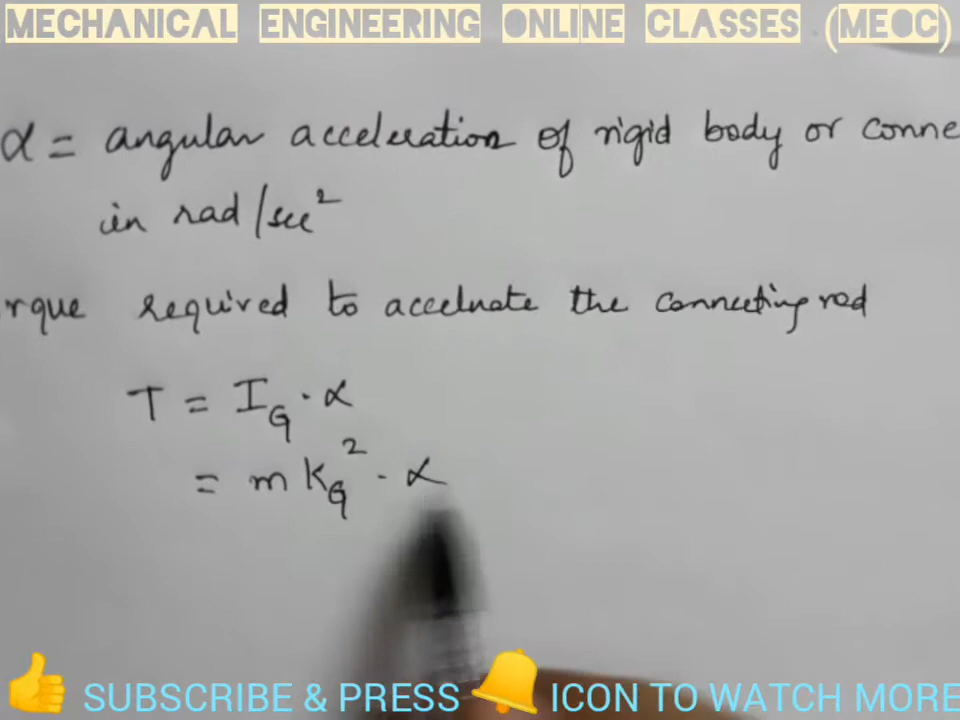 MECHANICAL ENGINEERING ONLINE CLASSES (MEOC)
α = angular acceleration of rigid body or conne
in rad/sec²
rque required to accelerate the connecting rod
T = I_G · α
= m k_G² · α
SUBSCRIBE & PRESS ICON TO WATCH MORE